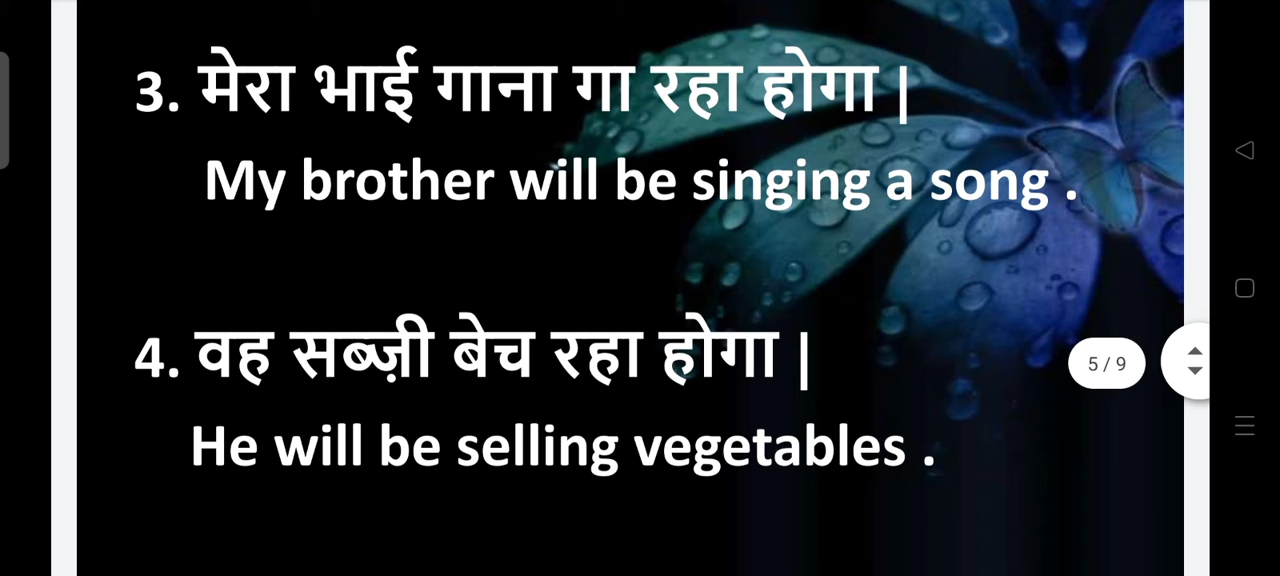 3. मेरा भाई गाना गा रहा होगा |
My brother will be singing a song .
4. वह सब्ज़ी बेच रहा होगा |
He will be selling vegetables .
5 / 9